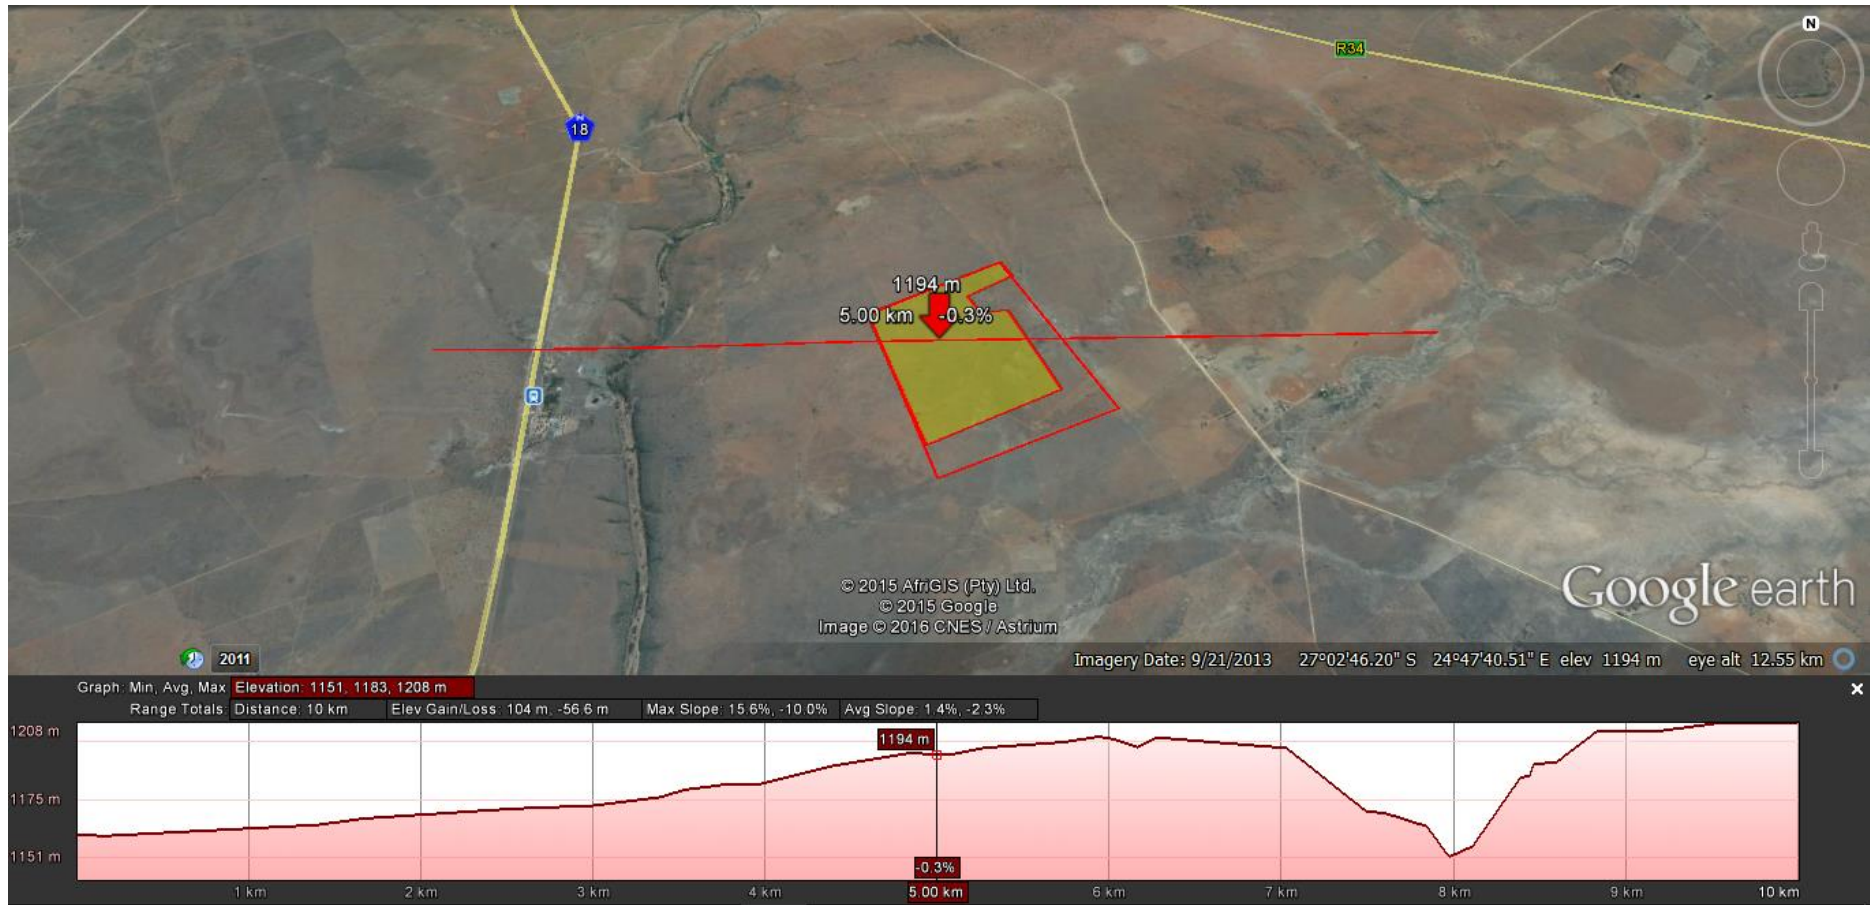 N
R34
N
18
1194 m
5.00 km -0.3%
© 2015 AfriGIS (Pty) Ltd.
© 2015 Google
Image © 2016 CNES / Astrium
Google earth
2011
Imagery Date: 9/21/2013 27°02'46.20" S 24°47'40.51" E elev 1194 m eye alt 12.55 km
Graph: Min, Avg, Max Elevation: 1151, 1183, 1208 m
Range Totals: Distance: 10 km Elev Gain/Loss: 104 m, -56.6 m Max Slope: 15.6%, -10.0% Avg Slope: 1.4%, -2.3%
1208 m
1194 m
1175 m
1151 m
-0.3%
1 km 2 km 3 km 4 km 5.00 km 6 km 7 km 8 km 9 km 10 km